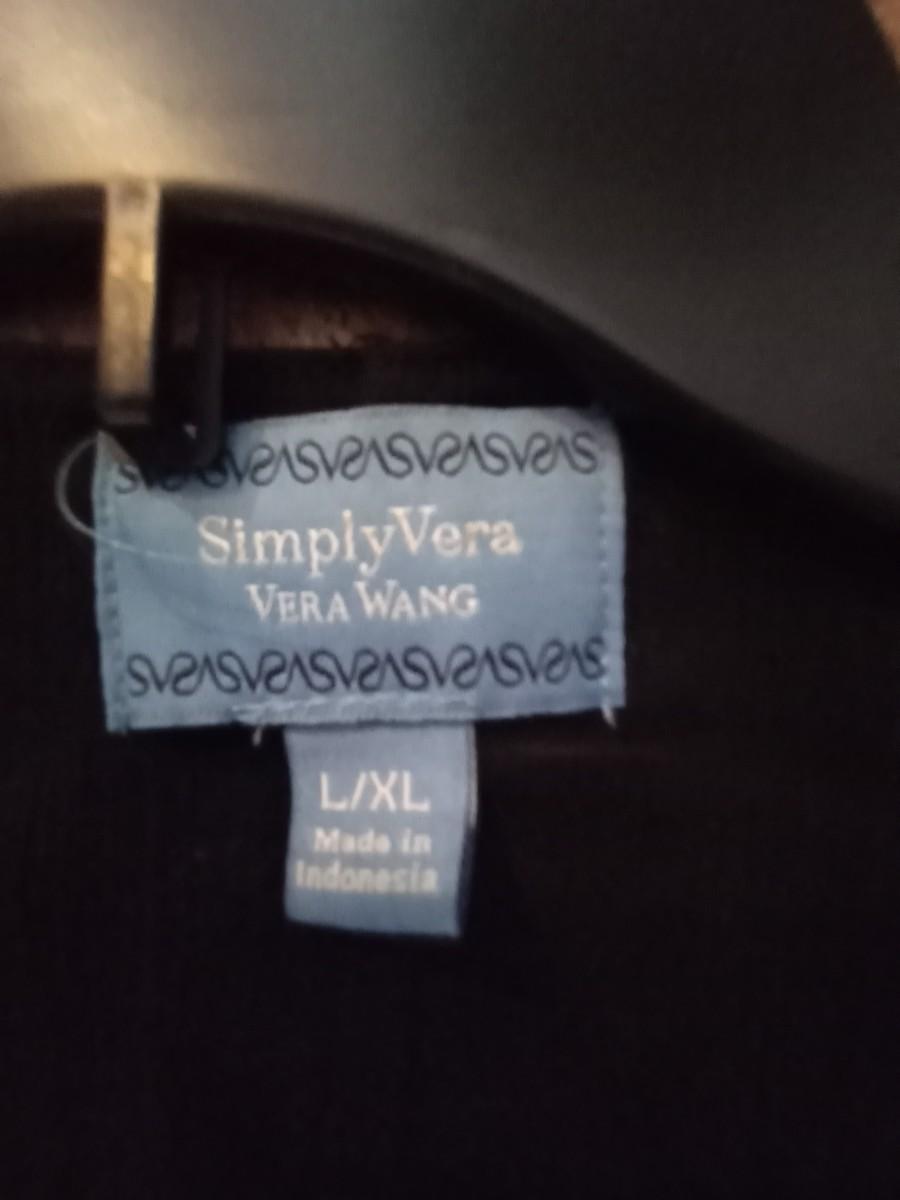 SimplyVera
VERA WANG
L/XL
Made in
Indonesia